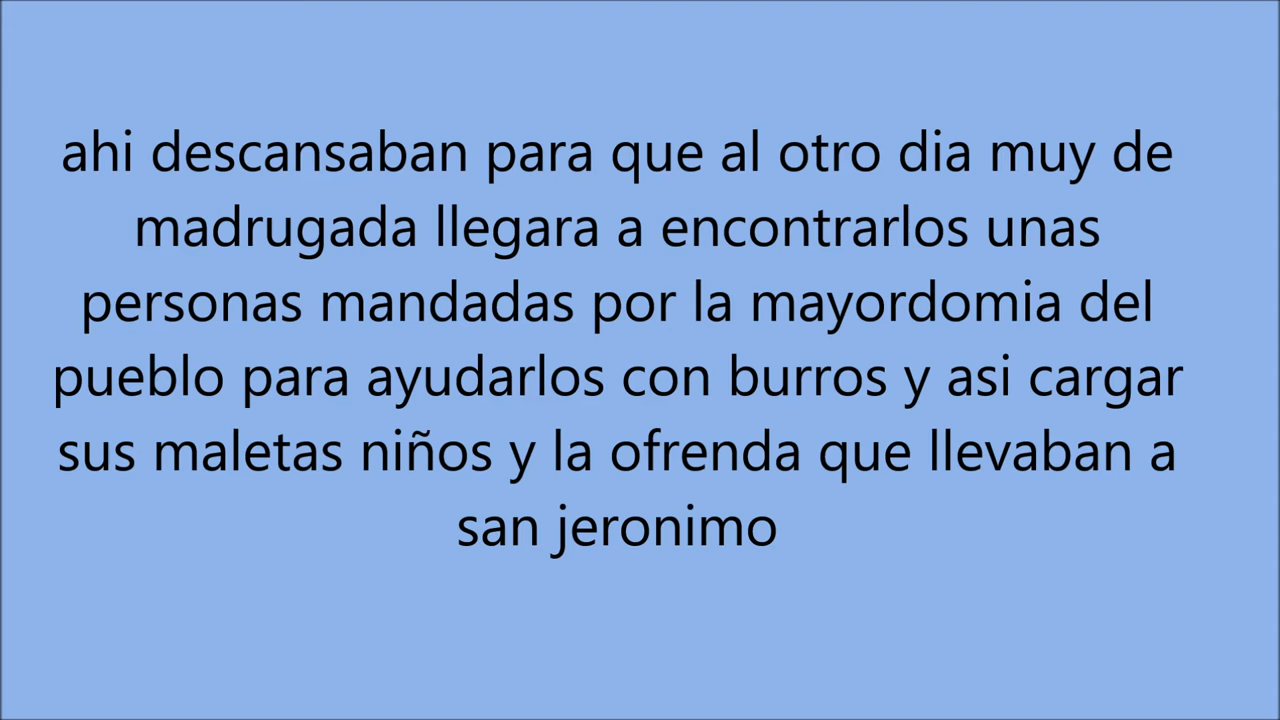 ahi descansaban para que al otro dia muy de
madrugada llegara a encontrarlos unas
personas mandadas por la mayordomia del
pueblo para ayudarlos con burros y asi cargar
sus maletas niños y la ofrenda que llevaban a
san jeronimo